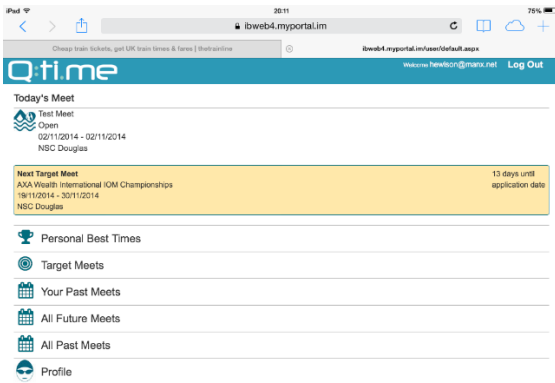 iPad 20:11 75%
ibweb4.myportal.im
Cheap train tickets, get UK train times & fares | thetrainline ibweb4.myportal.im/user/default.aspx
Q:ti.me Welcome hewison@manx.net Log Out
Today's Meet
Test Meet
Open
02/11/2014 - 02/11/2014
NSC Douglas
Next Target Meet 13 days until
AXA Wealth International IOM Championships application date
19/11/2014 - 30/11/2014
NSC Douglas
Personal Best Times
Target Meets
Your Past Meets
All Future Meets
All Past Meets
Profile